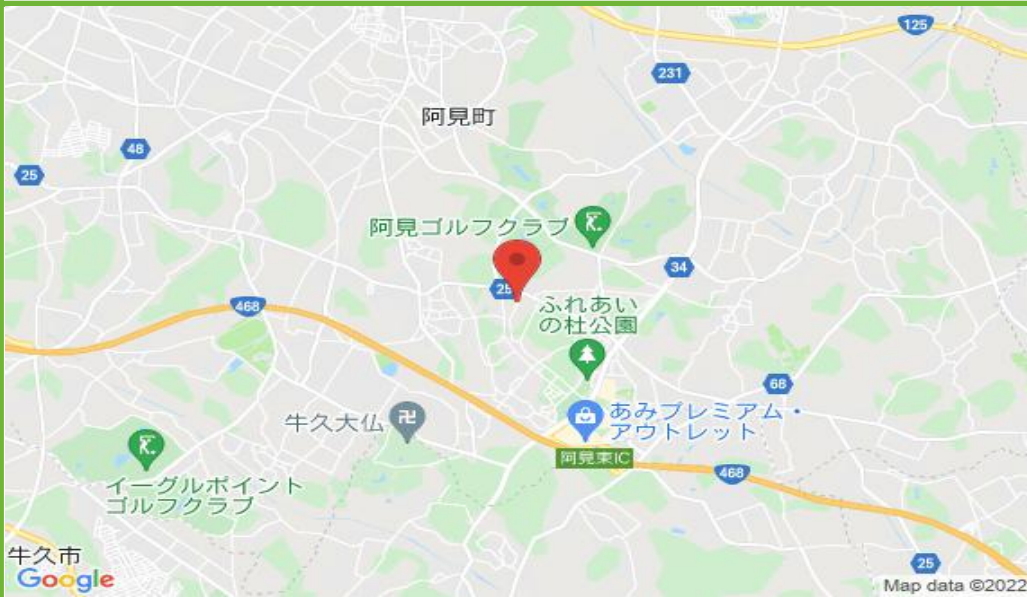 125
231
阿見町
48
25
阿見ゴルフクラブ
34
25
ふれあい
の杜公園
468
68
牛久大仏
卍
あみプレミアム・
アウトレット
阿見東IC
468
イーグルポイント
ゴルフクラブ
牛久市
25
Google
Map data ©2022